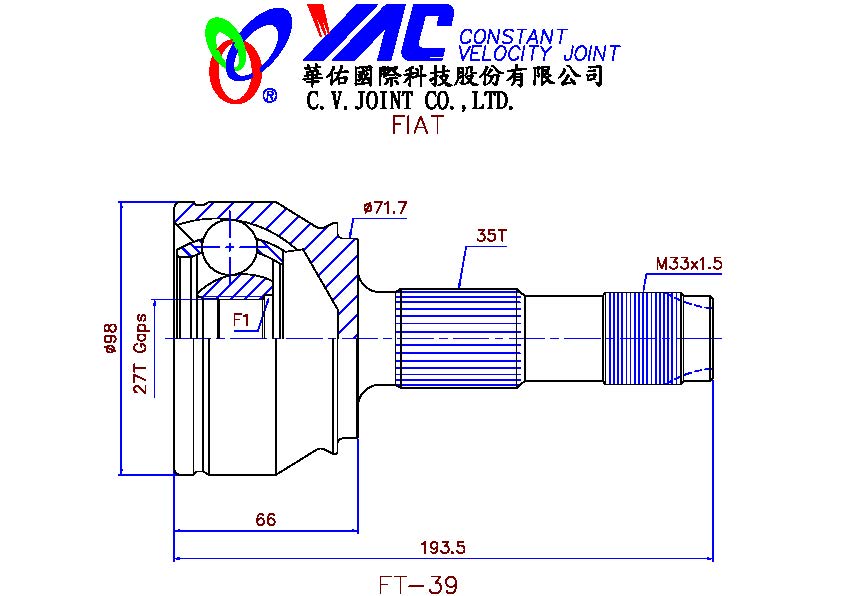 YAC CONSTANT
VELOCITY JOINT
®
華佑國際科技股份有限公司
C.V.JOINT CO.,LTD.
FIAT
ø71.7
35T
M33x1.5
F1
ø98
27T Gaps
66
193.5
FT-39